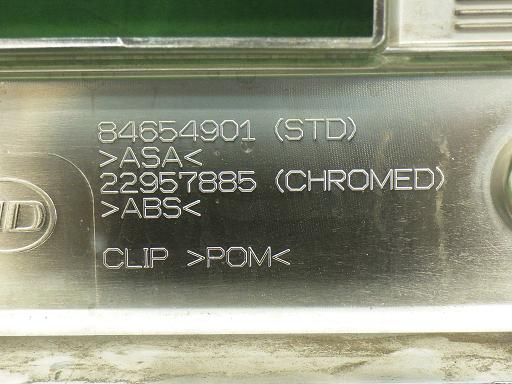 84654901 (STD)
>ASA<
22957885 (CHROMED)
>ABS<
CLIP >POM<